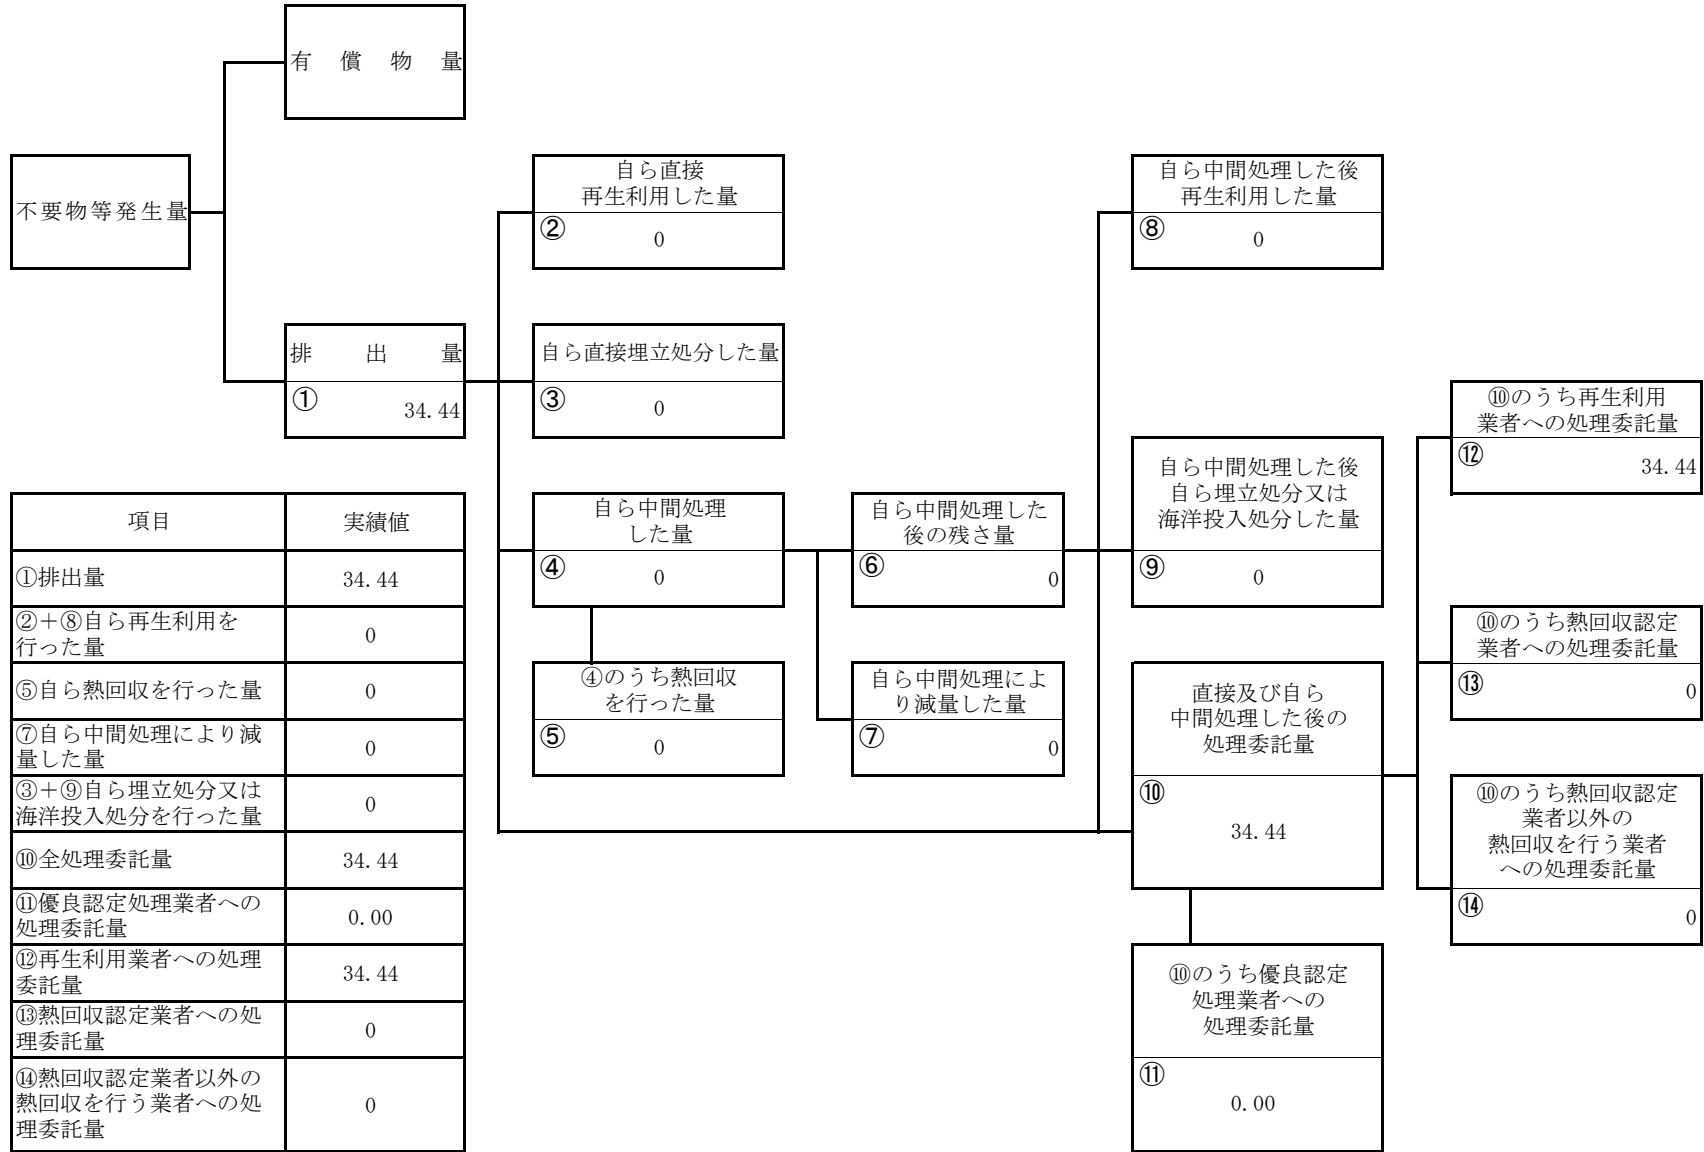 有償物量
不要物等発生量
排出量
①
34.44
自ら直接
再生利用した量
②
0
自ら直接埋立処分した量
③
0
自ら中間処理
した量
④
0
④のうち熱回収
を行った量
⑤
0
自ら中間処理した
後の残さ量
⑥
0
自ら中間処理によ
り減量した量
⑦
0
自ら中間処理した後
再生利用した量
⑧
0
自ら中間処理した後
自ら埋立処分又は
海洋投入処分した量
⑨
0
直接及び自ら
中間処理した後の
処理委託量
⑩
34.44
⑩のうち優良認定
処理業者への
処理委託量
⑪
0.00
⑩のうち再生利用
業者への処理委託量
⑫
34.44
⑩のうち熱回収認定
業者への処理委託量
⑬
0
⑩のうち熱回収認定
業者以外の
熱回収を行う業者
への処理委託量
⑭
0
項目 実績値
①排出量 34.44
②+⑧自ら再生利用を
行った量
0
⑤自ら熱回収を行った量 0
⑦自ら中間処理により減
量した量
0
③+⑨自ら埋立処分又は
海洋投入処分を行った量
0
⑩全処理委託量 34.44
⑪優良認定処理業者への
処理委託量
0.00
⑫再生利用業者への処理
委託量
34.44
⑬熱回収認定業者への処
理委託量
0
⑭熱回収認定業者以外の
熱回収を行う業者への処
理委託量
0